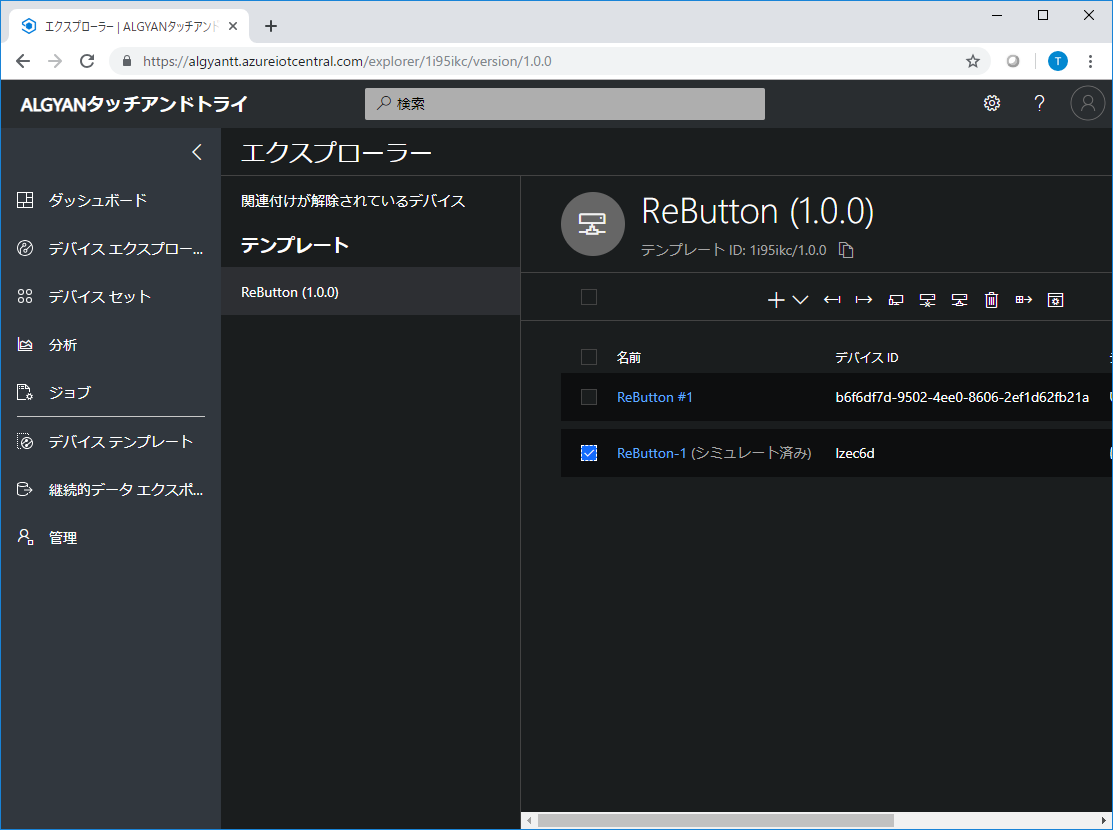 エクスプローラー | ALGYANタッチアンド
https://algyantt.azureiotcentral.com/explorer/1i95ikc/version/1.0.0
T
ALGYANタッチアンドトライ
検索
?
エクスプローラー
ダッシュボード
デバイス エクスプロー...
デバイス セット
分析
ジョブ
デバイス テンプレート
継続的データ エクスポ...
管理
関連付けが解除されているデバイス
テンプレート
ReButton (1.0.0)
ReButton (1.0.0)
テンプレート ID: 1i95ikc/1.0.0
名前 デバイス ID
ReButton #1 b6f6df7d-9502-4ee0-8606-2ef1d62fb21a
ReButton-1 (シミュレート済み) lzec6d